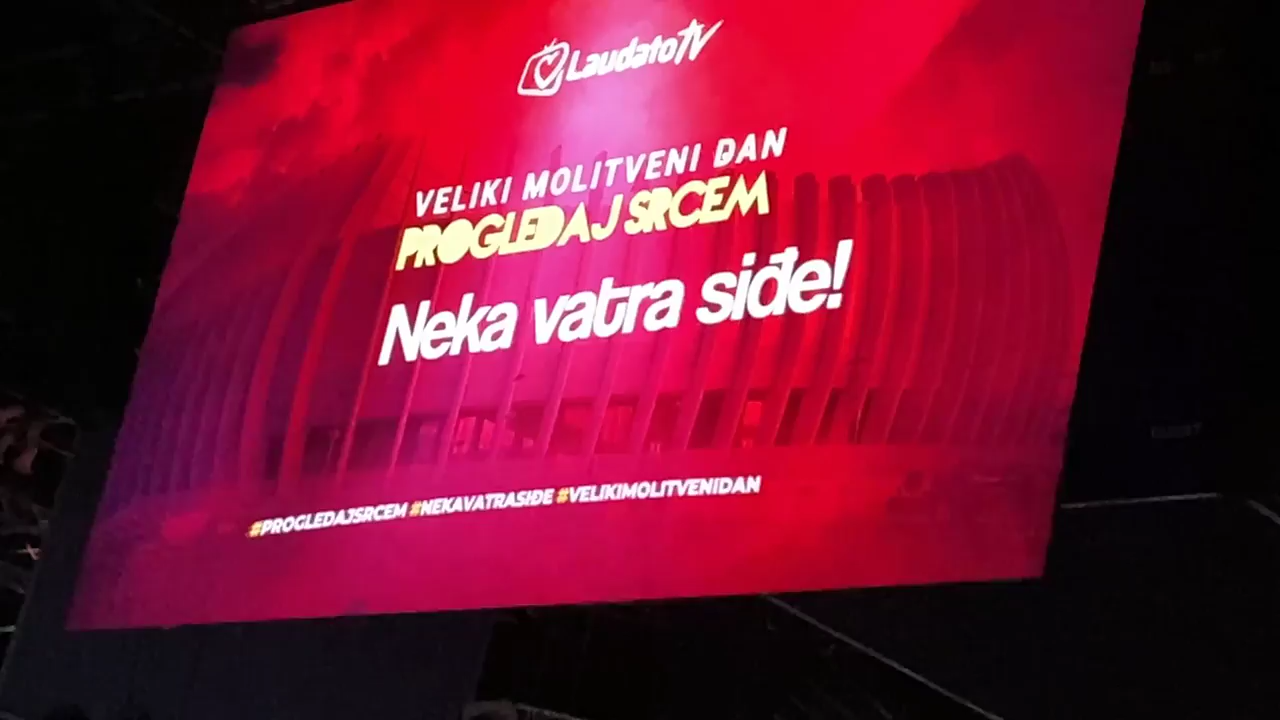 LaudatoTV
VELIKI MOLITVENI DAN
PROGLEDAJ SRCEM
Neka vatra siđe!
#PROGLEDAJSRCEM #NEKAVATRASIĐE #VELIKIMOLITVENIDAN